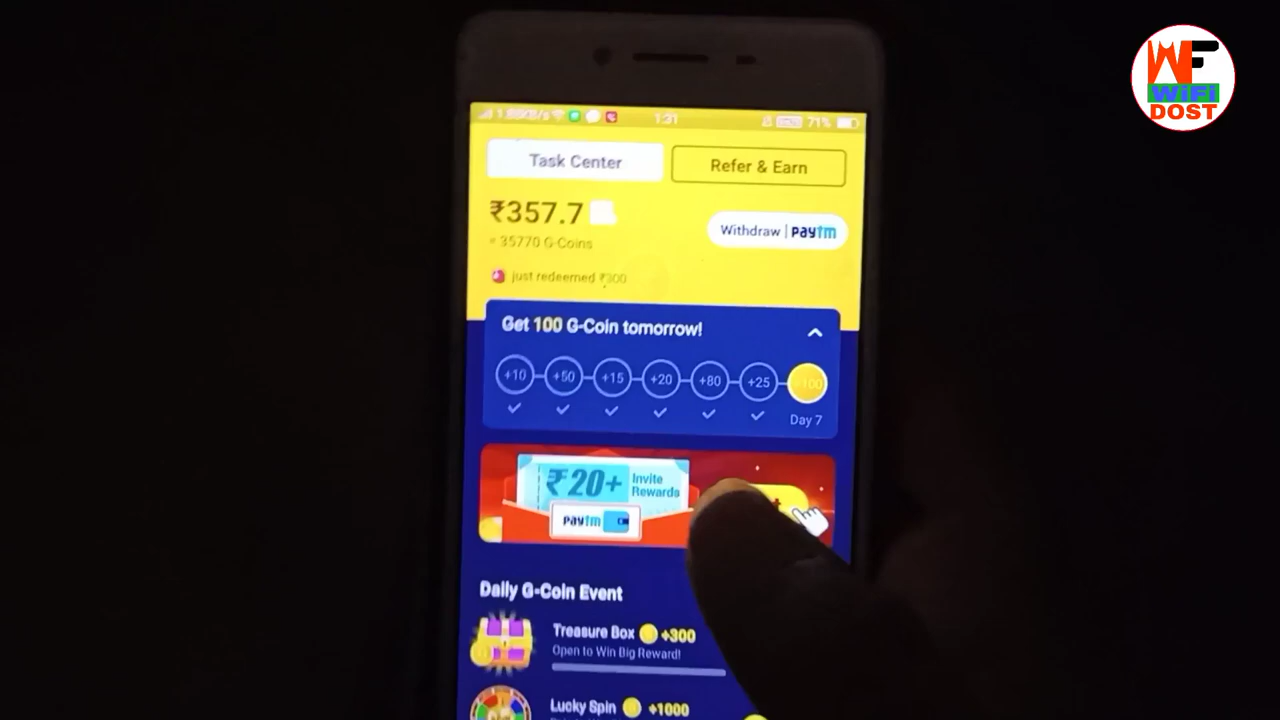 WF
WiFi
DOST
1:31
71%
Task Center
Refer & Earn
₹357.7
Withdraw | Paytm
= 35770 G-Coins
just redeemed ₹300
Get 100 G-Coin tomorrow!
+10
+50
+15
+20
+80
+25
+100
Day 7
₹20+
Invite
Rewards
Paytm
Daily G-Coin Event
Treasure Box
+300
Open to Win Big Reward!
Lucky Spin
+1000